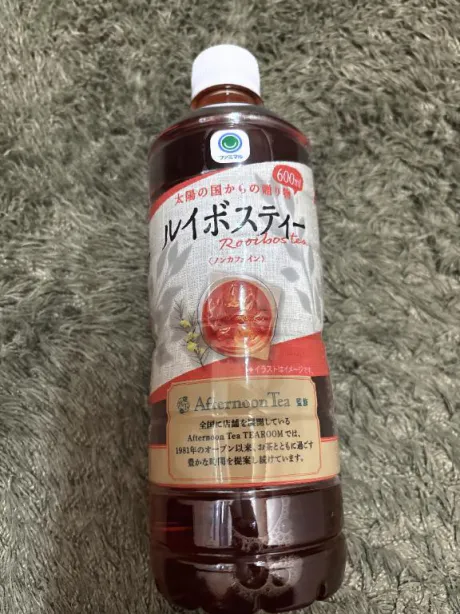 ファミマル
600ml
太陽の国からの贈り物
ルイボスティー
Rooibos tea
〈ノンカフェイン〉
※イラストはイメージです。
Afternoon Tea 監修
全国に店舗を展開している
Afternoon Tea TEAROOMでは、
1981年のオープン以来、お茶とともに過ごす
豊かな時間を提案し続けています。